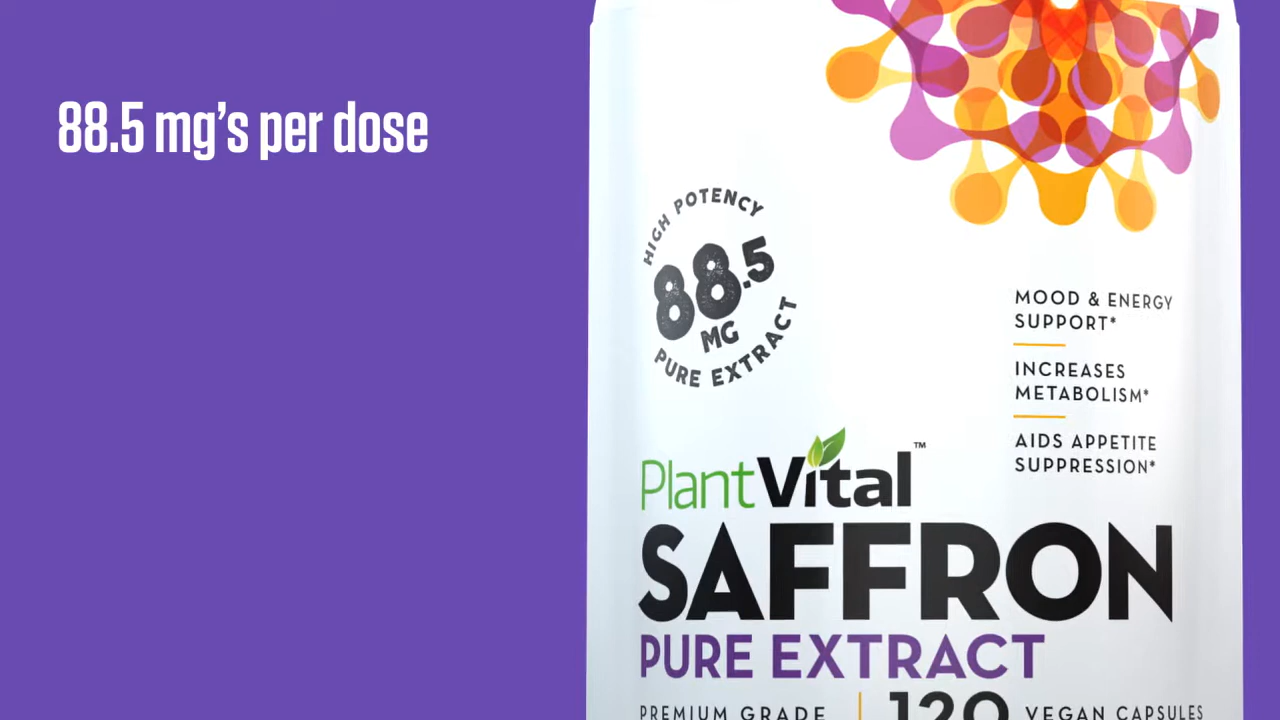 88.5 mg's per dose
HIGH POTENCY
88.5
MG
PURE EXTRACT
MOOD & ENERGY
SUPPORT*
INCREASES
METABOLISM*
AIDS APPETITE
SUPPRESSION*
PlantVital™
SAFFRON
PURE EXTRACT
PREMIUM GRADE
120 VEGAN CAPSULES